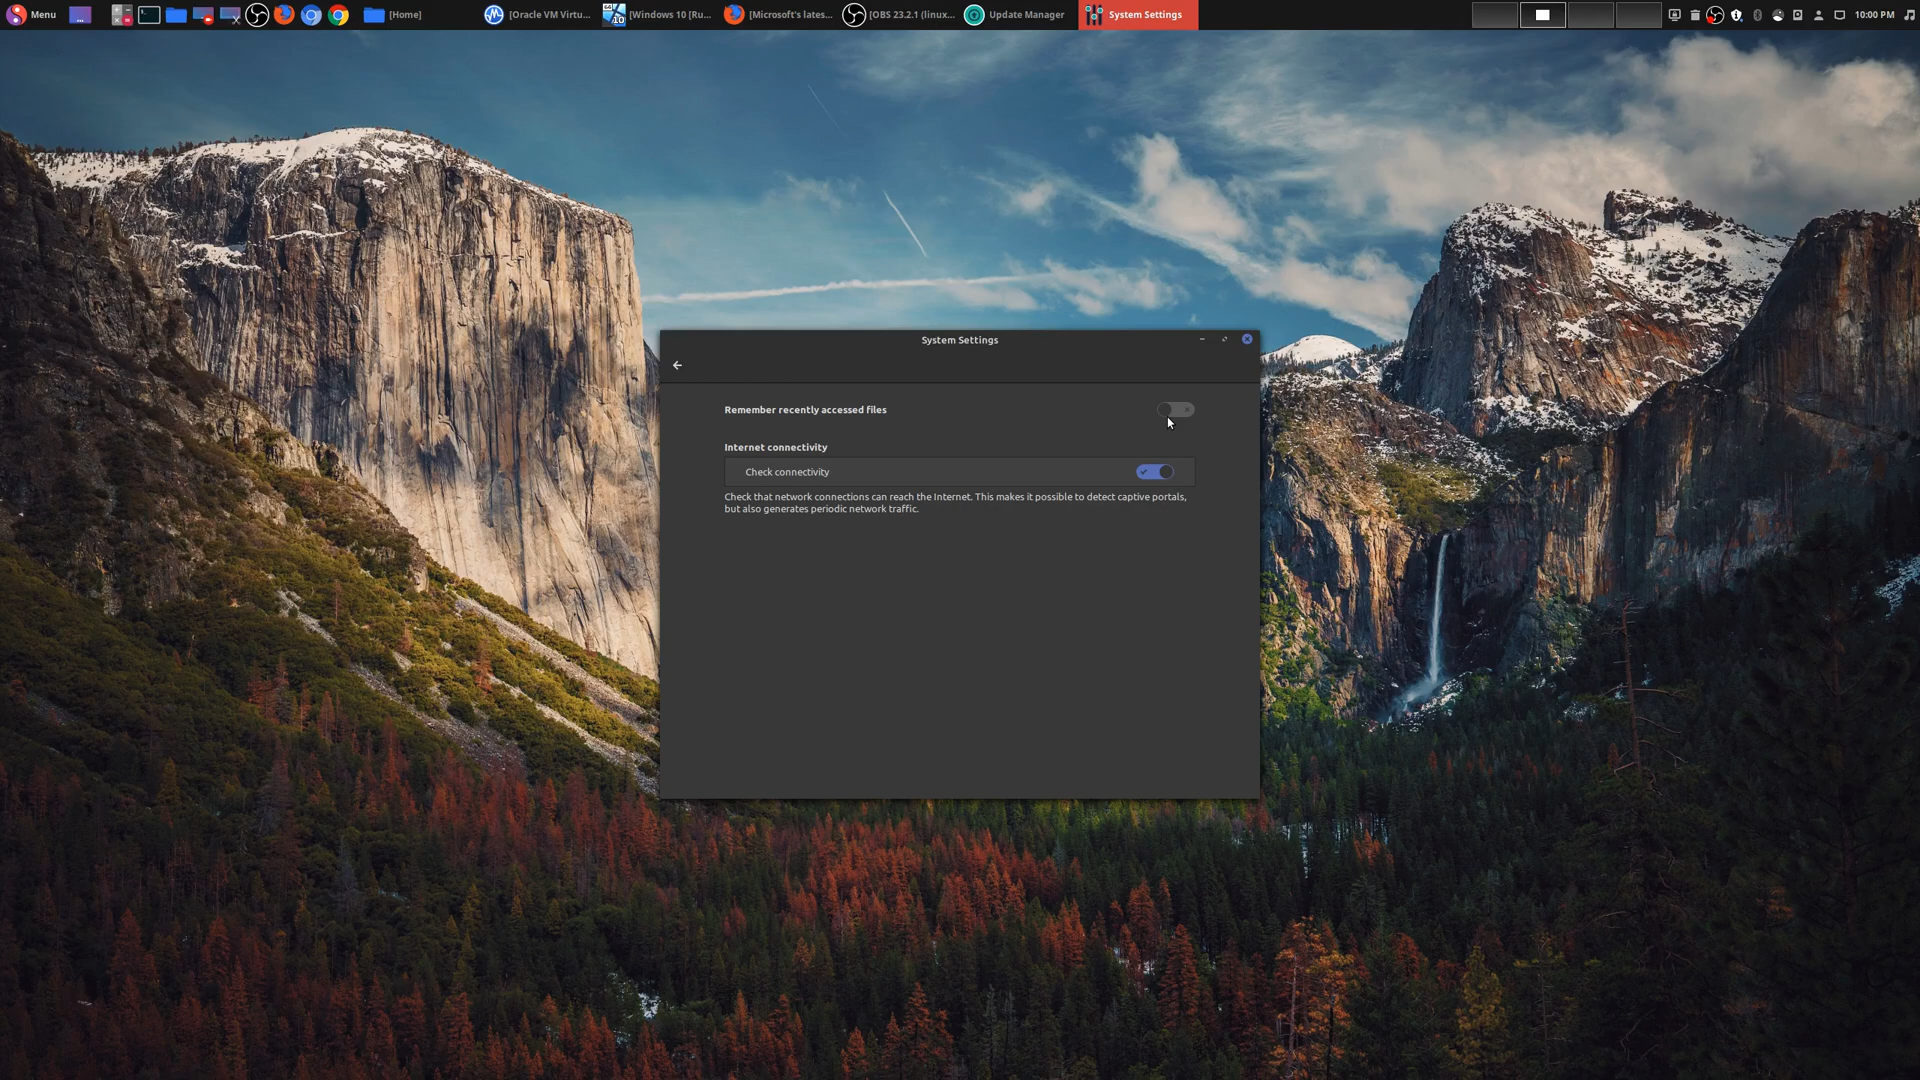 Menu
[Home]
[Oracle VM Virtu...
[Windows 10 [Ru...
[Microsoft's lates...
[OBS 23.2.1 (linux...
Update Manager
System Settings
10:00 PM
System Settings
Remember recently accessed files
Internet connectivity
Check connectivity
Check that network connections can reach the Internet. This makes it possible to detect captive portals,
but also generates periodic network traffic.